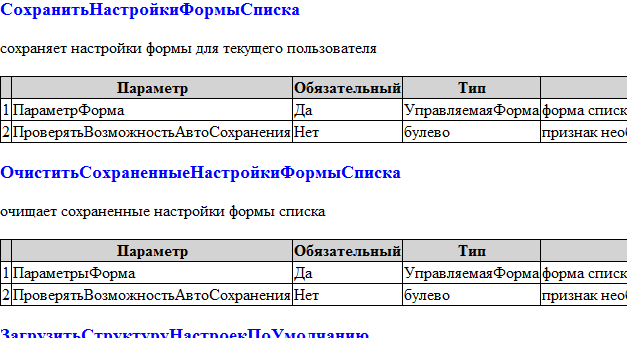 СохранитьНастройкиФормыСписка
сохраняет настройки формы для текущего пользователя
Параметр Обязательный Тип
1 ПараметрФорма Да УправляемаяФорма форма списк
2 ПроверятьВозможностьАвтоСохранения Нет булево признак необ
ОчиститьСохраненныеНастройкиФормыСписка
очищает сохраненные настройки формы списка
Параметр Обязательный Тип
1 ПараметрыФорма Да УправляемаяФорма форма списк
2 ПроверятьВозможностьАвтоСохранения Нет булево признак необ
ЗагрузитьСтруктуруНастроекПоУмолчанию